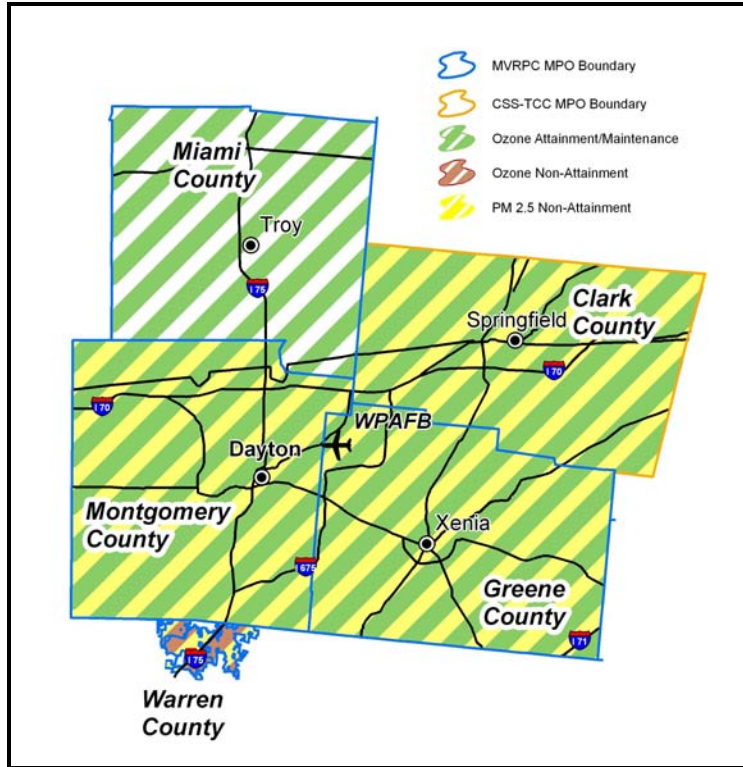 MVRPC MPO Boundary
CSS-TCC MPO Boundary
Ozone Attainment/Maintenance
Ozone Non-Attainment
PM 2.5 Non-Attainment
Miami
County
Troy
I 75
Clark
County
Springfield
I 70
I 70
WPAFB
Dayton
Montgomery
County
Xenia
I 675
Greene
County
I 71
I 75
Warren
County